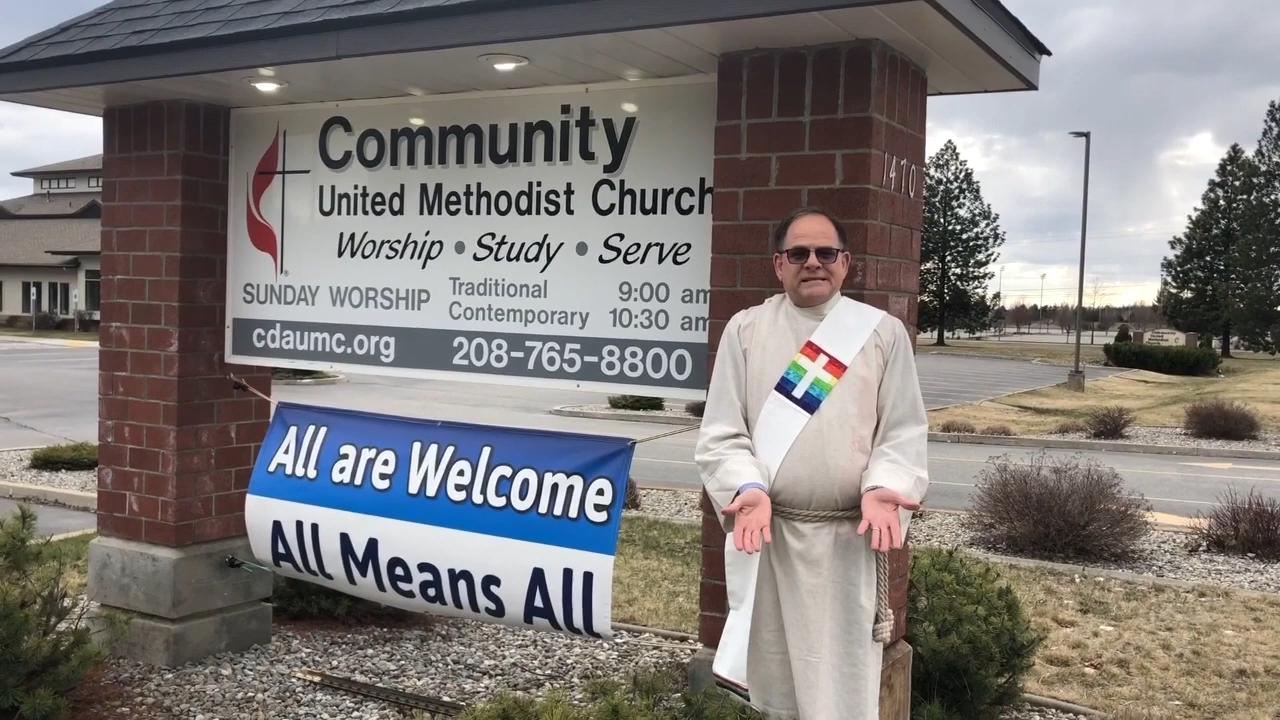 Community
United Methodist Church
Worship • Study • Serve
SUNDAY WORSHIP
Traditional 9:00 am
Contemporary 10:30 am
cdaumc.org 208-765-8800
1470
All are Welcome
All Means All